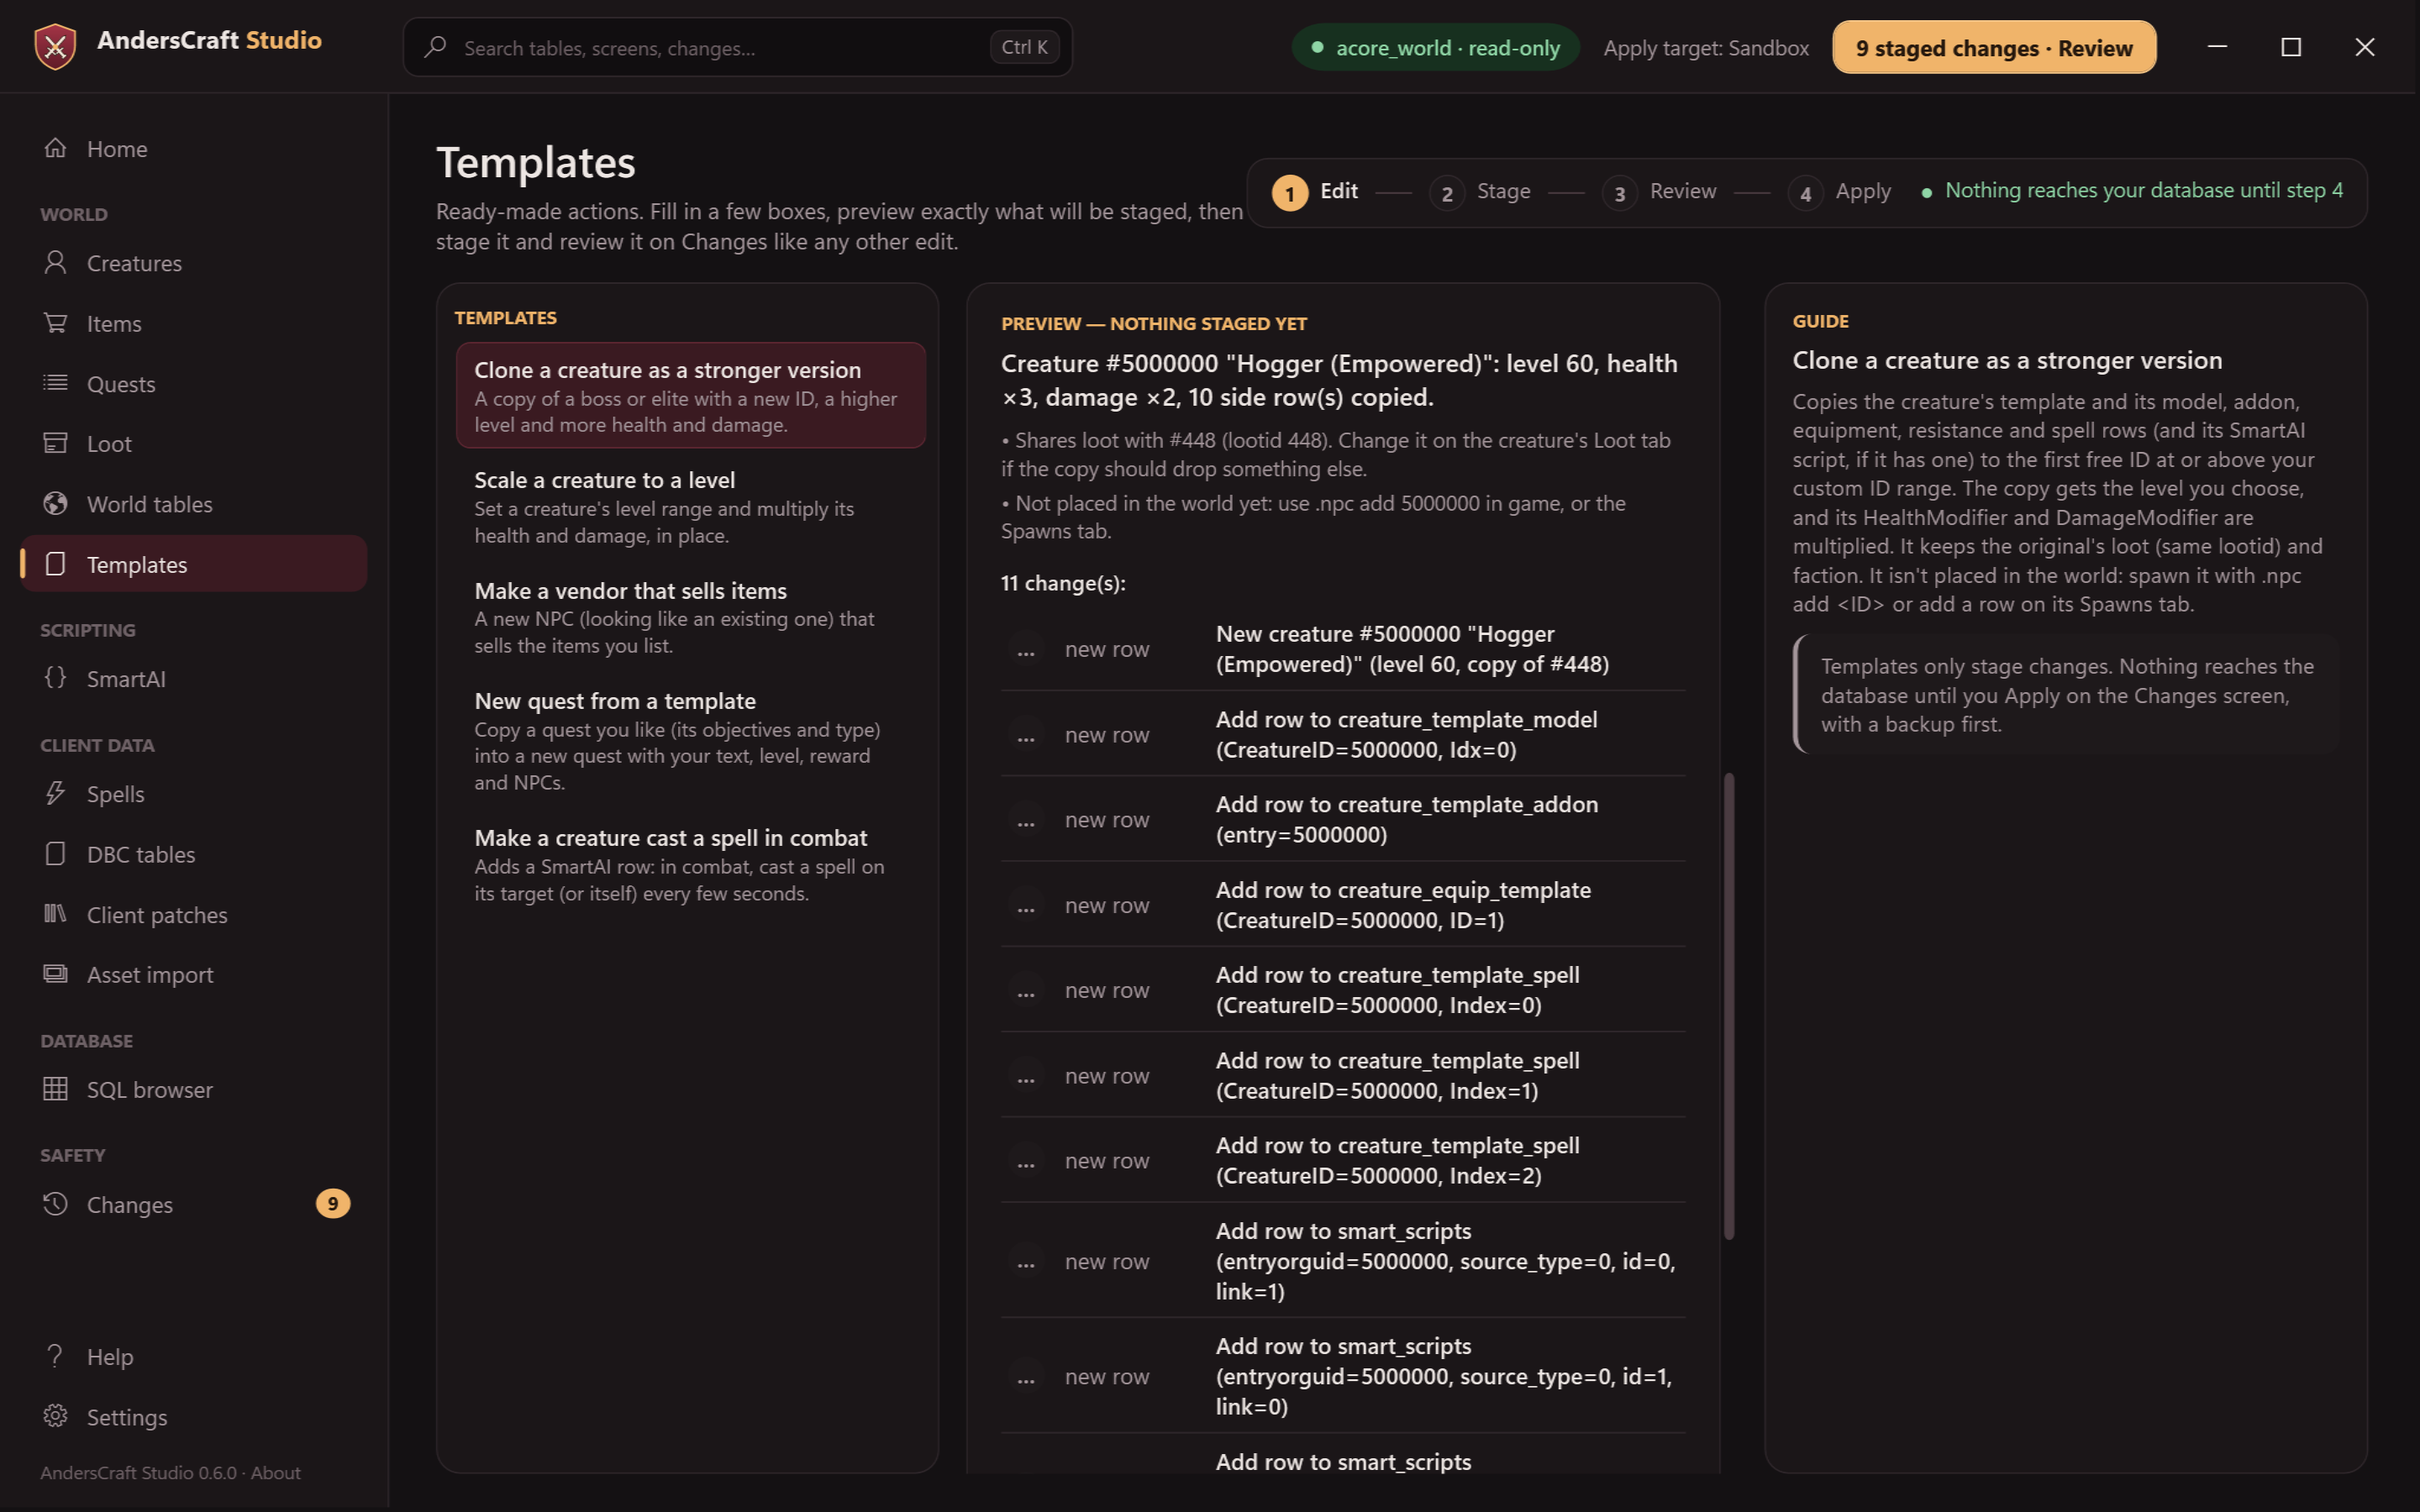 AndersCraft Studio
Search tables, screens, changes...
Ctrl K
acore_world · read-only
Apply target: Sandbox
9 staged changes · Review
Home
WORLD
Creatures
Items
Quests
Loot
World tables
Templates
SCRIPTING
SmartAI
CLIENT DATA
Spells
DBC tables
Client patches
Asset import
DATABASE
SQL browser
SAFETY
Changes
9
Help
Settings
AndersCraft Studio 0.6.0 · About
Templates
Ready-made actions. Fill in a few boxes, preview exactly what will be staged, then
stage it and review it on Changes like any other edit.
1 Edit
2 Stage
3 Review
4 Apply
Nothing reaches your database until step 4
TEMPLATES
Clone a creature as a stronger version
A copy of a boss or elite with a new ID, a higher
level and more health and damage.
Scale a creature to a level
Set a creature's level range and multiply its
health and damage, in place.
Make a vendor that sells items
A new NPC (looking like an existing one) that
sells the items you list.
New quest from a template
Copy a quest you like (its objectives and type)
into a new quest with your text, level, reward
and NPCs.
Make a creature cast a spell in combat
Adds a SmartAI row: in combat, cast a spell on
its target (or itself) every few seconds.
PREVIEW — NOTHING STAGED YET
Creature #5000000 "Hogger (Empowered)": level 60, health
×3, damage ×2, 10 side row(s) copied.
• Shares loot with #448 (lootid 448). Change it on the creature's Loot tab
if the copy should drop something else.
• Not placed in the world yet: use .npc add 5000000 in game, or the
Spawns tab.
11 change(s):
... new row New creature #5000000 "Hogger
(Empowered)" (level 60, copy of #448)
... new row Add row to creature_template_model
(CreatureID=5000000, Idx=0)
... new row Add row to creature_template_addon
(entry=5000000)
... new row Add row to creature_equip_template
(CreatureID=5000000, ID=1)
... new row Add row to creature_template_spell
(CreatureID=5000000, Index=0)
... new row Add row to creature_template_spell
(CreatureID=5000000, Index=1)
... new row Add row to creature_template_spell
(CreatureID=5000000, Index=2)
... new row Add row to smart_scripts
(entryorguid=5000000, source_type=0, id=0,
link=1)
... new row Add row to smart_scripts
(entryorguid=5000000, source_type=0, id=1,
link=0)
Add row to smart_scripts
GUIDE
Clone a creature as a stronger version
Copies the creature's template and its model, addon,
equipment, resistance and spell rows (and its SmartAI
script, if it has one) to the first free ID at or above your
custom ID range. The copy gets the level you choose,
and its HealthModifier and DamageModifier are
multiplied. It keeps the original's loot (same lootid) and
faction. It isn't placed in the world: spawn it with .npc
add <ID> or add a row on its Spawns tab.
Templates only stage changes. Nothing reaches the
database until you Apply on the Changes screen,
with a backup first.